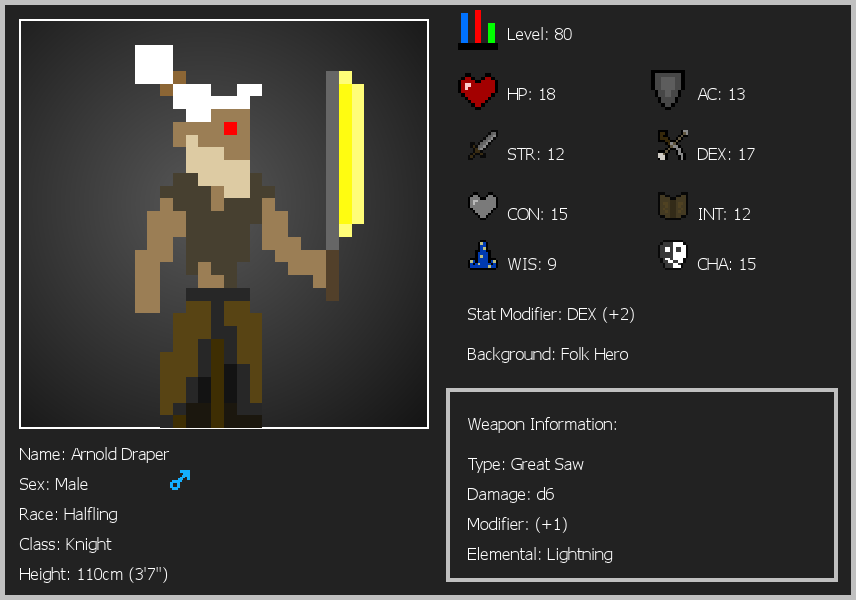 Level: 80
HP: 18
AC: 13
STR: 12
DEX: 17
CON: 15
INT: 12
WIS: 9
CHA: 15
Stat Modifier: DEX (+2)
Background: Folk Hero
Weapon Information:
Type: Great Saw
Damage: d6
Modifier: (+1)
Elemental: Lightning
Name: Arnold Draper
Sex: Male
Race: Halfling
Class: Knight
Height: 110cm (3'7")